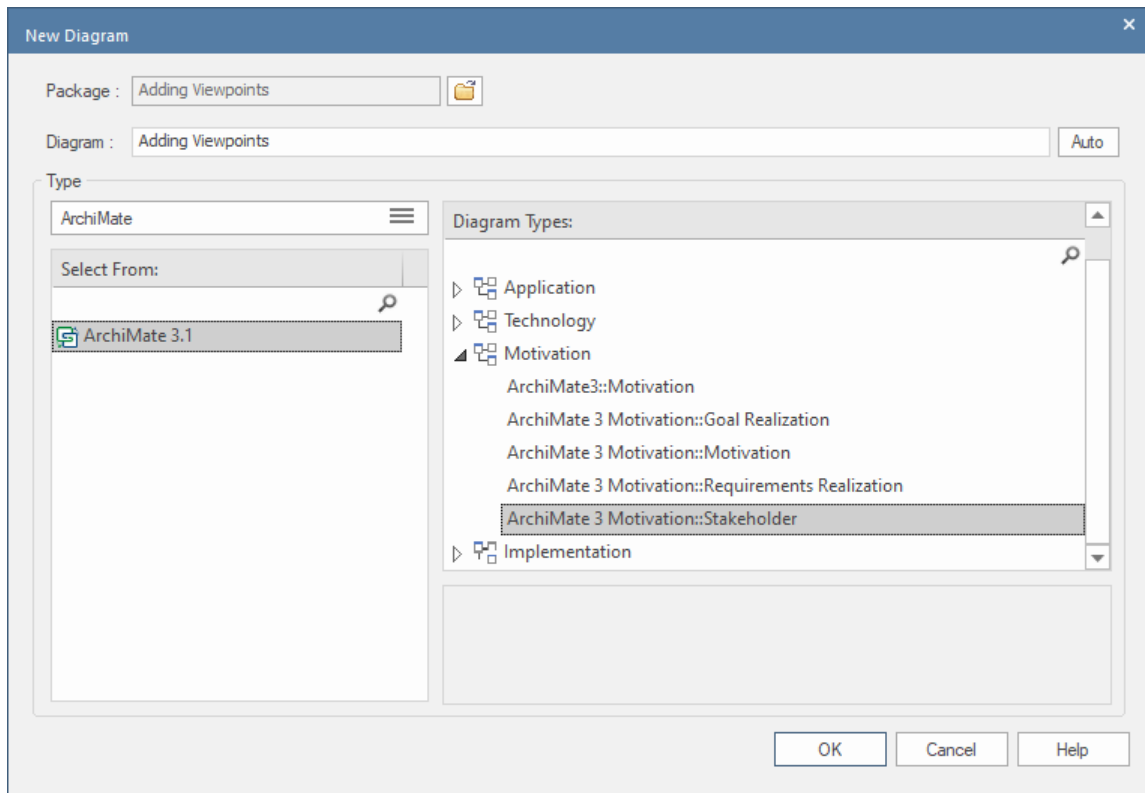 New Diagram
Package : Adding Viewpoints
Diagram : Adding Viewpoints Auto
Type
ArchiMate
Select From:
ArchiMate 3.1
Diagram Types:
Application
Technology
Motivation
ArchiMate3::Motivation
ArchiMate 3 Motivation::Goal Realization
ArchiMate 3 Motivation::Motivation
ArchiMate 3 Motivation::Requirements Realization
ArchiMate 3 Motivation::Stakeholder
Implementation
OK Cancel Help